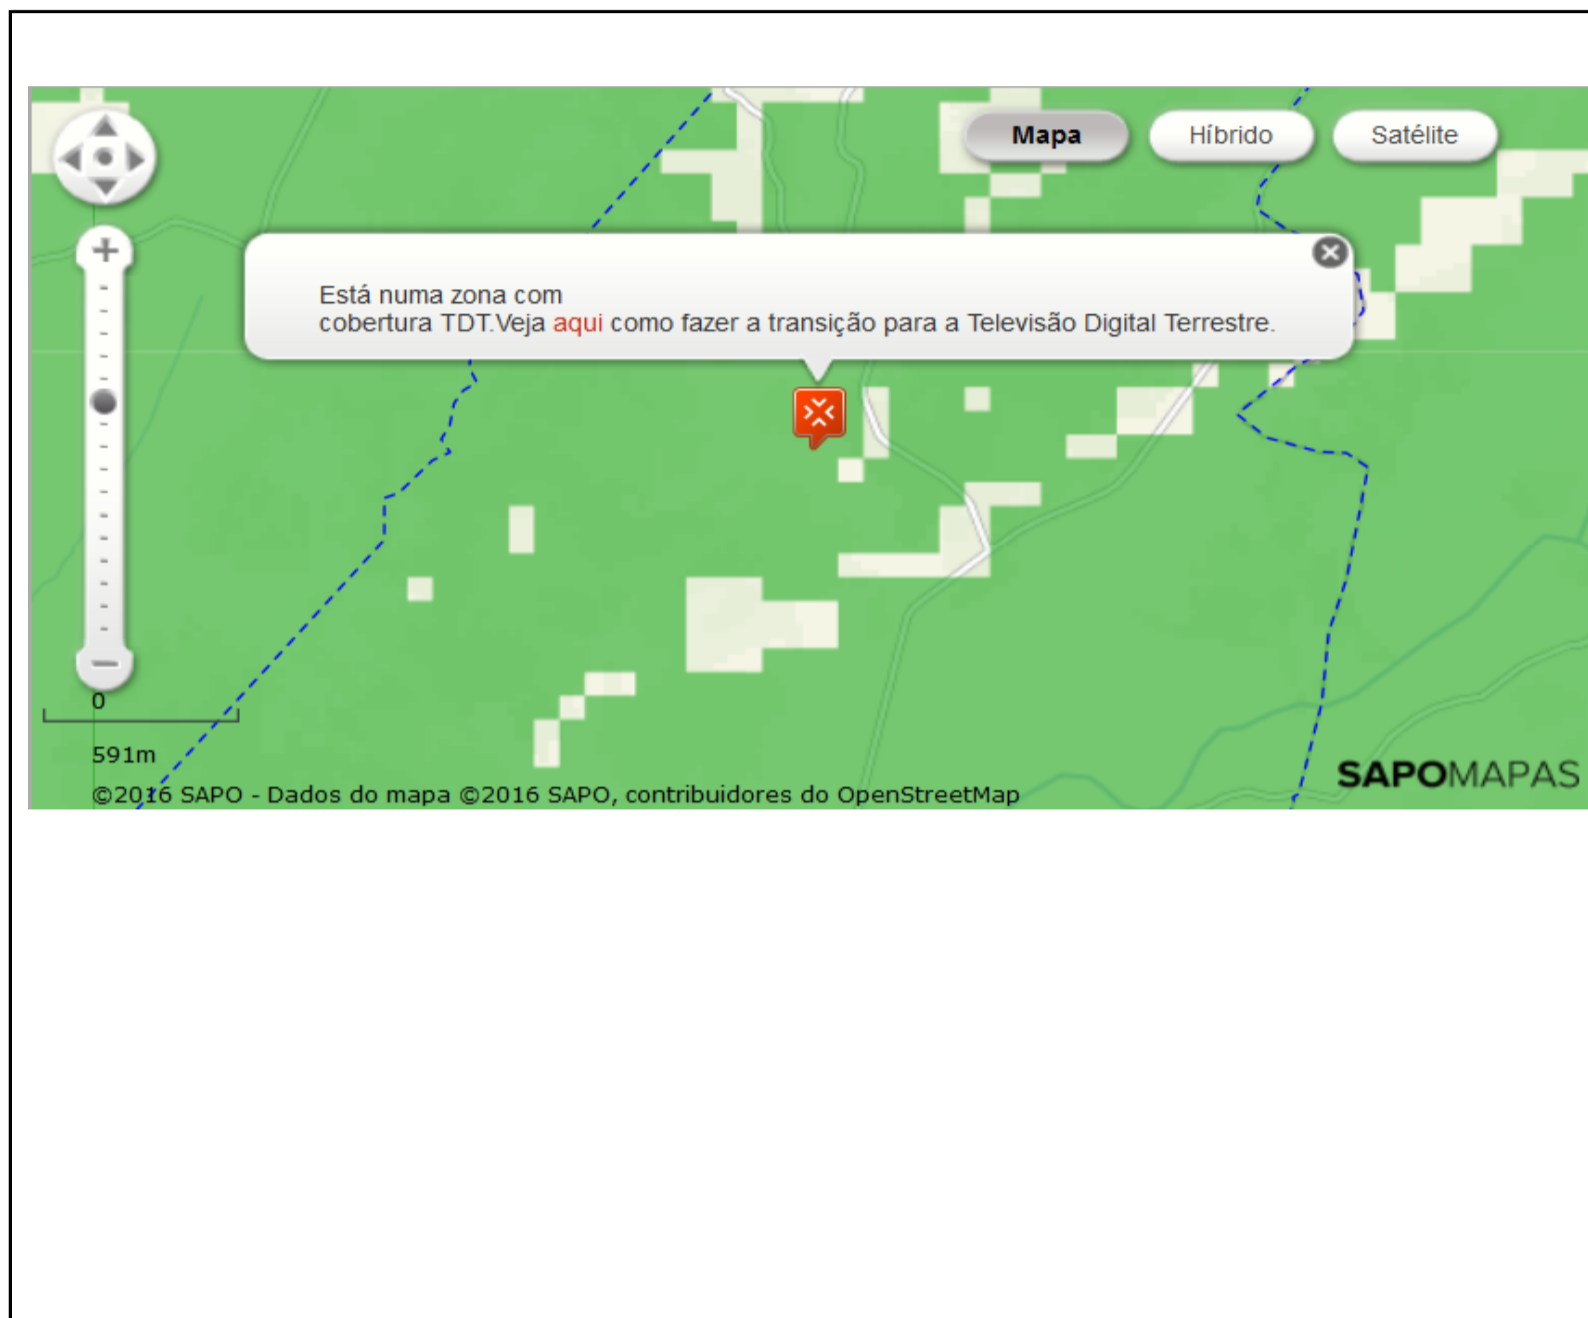 Mapa
Híbrido
Satélite
Está numa zona com
cobertura TDT.Veja aqui como fazer a transição para a Televisão Digital Terrestre.
0
591m
SAPOMAPAS
©2016 SAPO - Dados do mapa ©2016 SAPO, contribuidores do OpenStreetMap